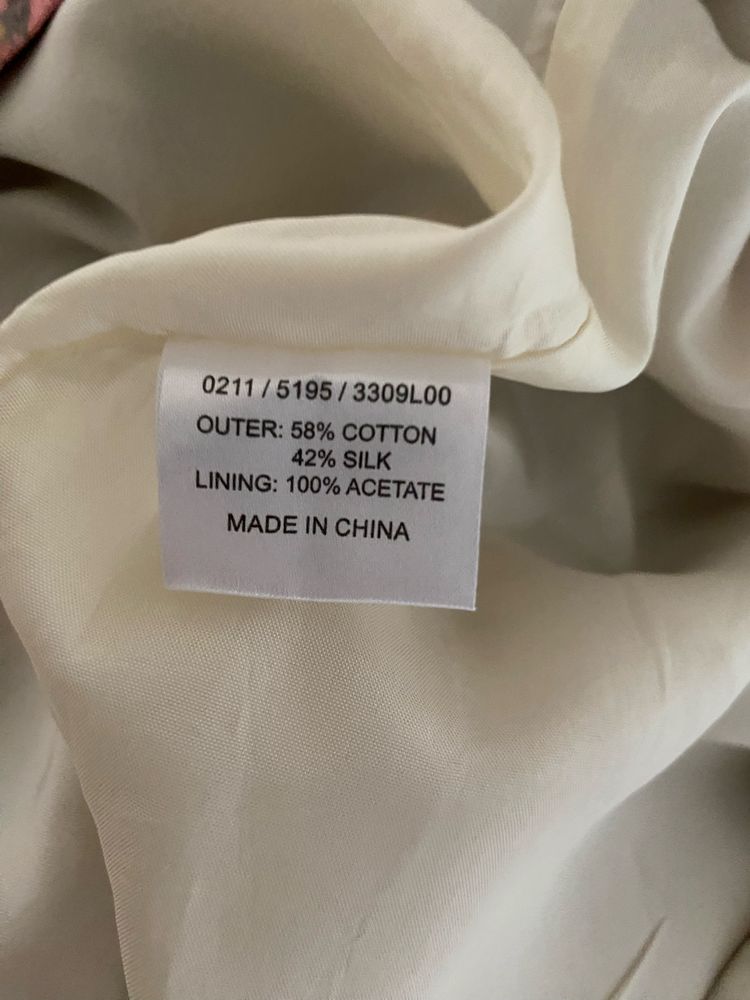 0211 / 5195 / 3309L00
OUTER: 58% COTTON
42% SILK
LINING: 100% ACETATE
MADE IN CHINA